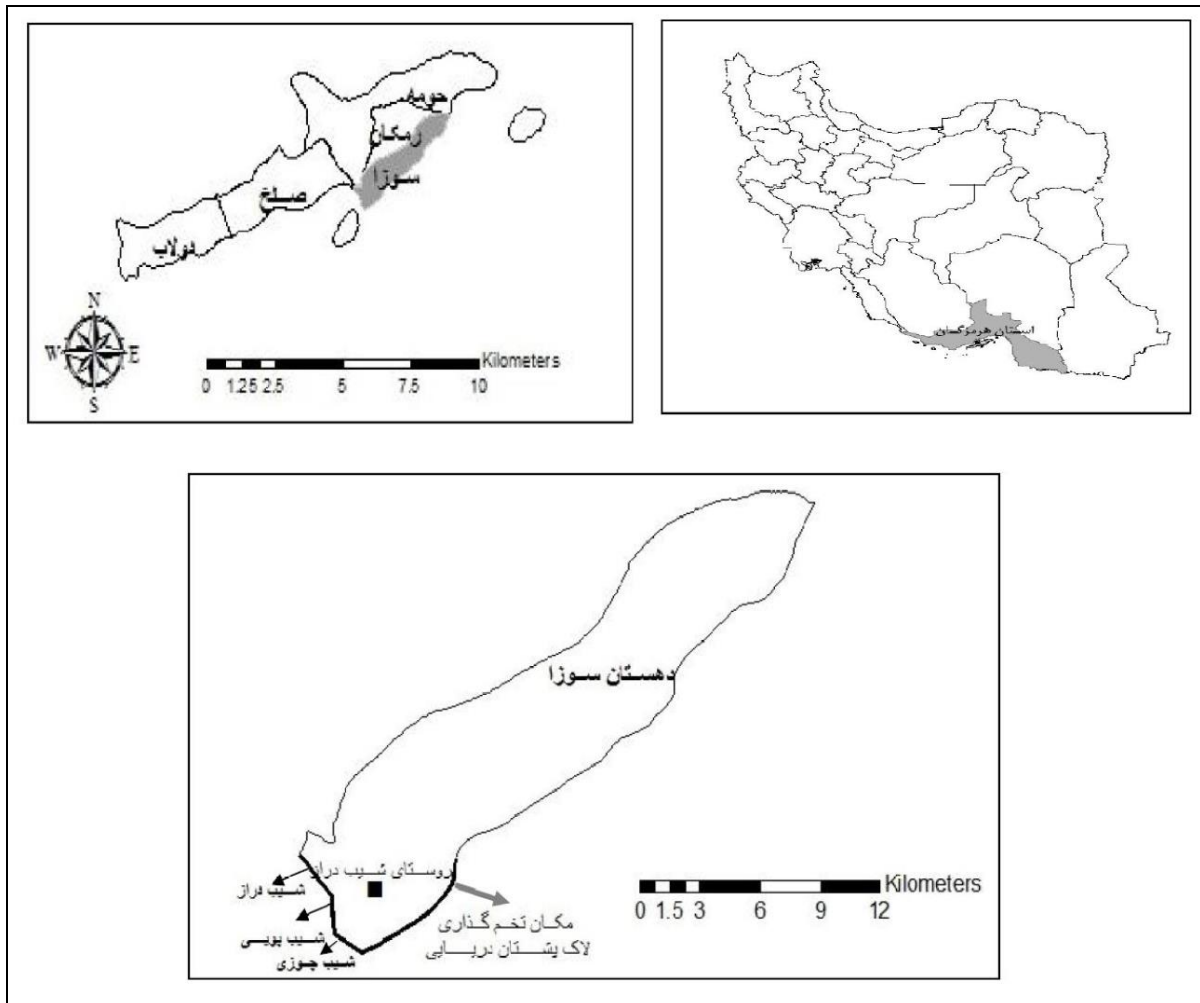 حومه
رمکان
سوزا
صلخ
دولاب
N
W E
S
Kilometers
0 1.25 2.5 5 7.5 10
استان هرمزگان
دهستان سوزا
روستای شیب دراز
شیب دراز
شیب پویی
شیب چوزی
مکان تخم گذاری
لاک پشتان دریایی
Kilometers
0 1.5 3 6 9 12